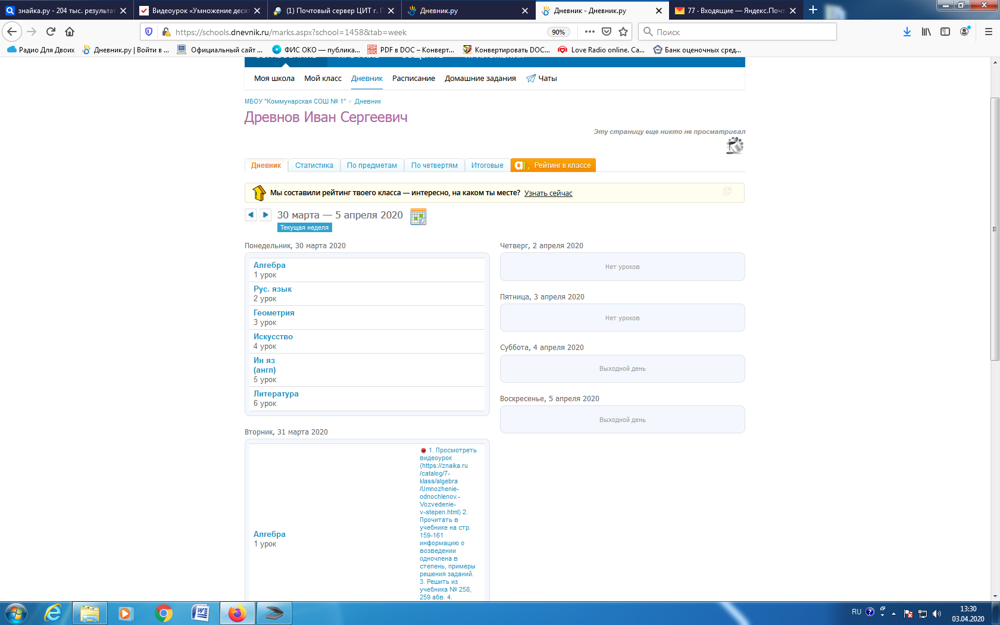 знайка.ру - 204 тыс. результат
Видеоурок «Умножение десят
(1) Почтовый сервер ЦИТ г. Г
Дневник.ру
Дневник - Дневник.ру
77 · Входящие — Яндекс.Почт
https://schools.dnevnik.ru/marks.aspx?school=1458&tab=week
90%
Поиск
Радио Для Двоих
Дневник.ру | Войти в ...
Официальный сайт ...
ФИС ОКО — публика...
PDF в DOC – Конверт...
Конвертировать DOC...
Love Radio online. Са...
Банк оценочных сред...
Моя школа
Мой класс
Дневник
Расписание
Домашние задания
Чаты
МБОУ "Коммунарская СОШ № 1" > Дневник
Древнов Иван Сергеевич
Эту страницу еще никто не просматривал
Дневник
Статистика
По предметам
По четвертям
Итоговые
Рейтинг в классе
Мы составили рейтинг твоего класса — интересно, на каком ты месте? Узнать сейчас
30 марта — 5 апреля 2020
Текущая неделя
Понедельник, 30 марта 2020
Алгебра
1 урок
Рус. язык
2 урок
Геометрия
3 урок
Искусство
4 урок
Ин яз
(англ)
5 урок
Литература
6 урок
Вторник, 31 марта 2020
Алгебра
1 урок
1. Просмотреть
видеоурок
(https://znaika.ru
/catalog/7-
klass/algebra
/Umnozhenie-
odnochlenov.-
Vozvedenie-
v-stepen.html) 2.
Прочитать в
учебнике на стр.
159-161
информацию о
возведении
одночлена в
степень, примеры
решения заданий.
3. Решить из
учебника № 258,
259 абв. 4.
Четверг, 2 апреля 2020
Нет уроков
Пятница, 3 апреля 2020
Нет уроков
Суббота, 4 апреля 2020
Выходной день
Воскресенье, 5 апреля 2020
Выходной день
RU
13:30
03.04.2020